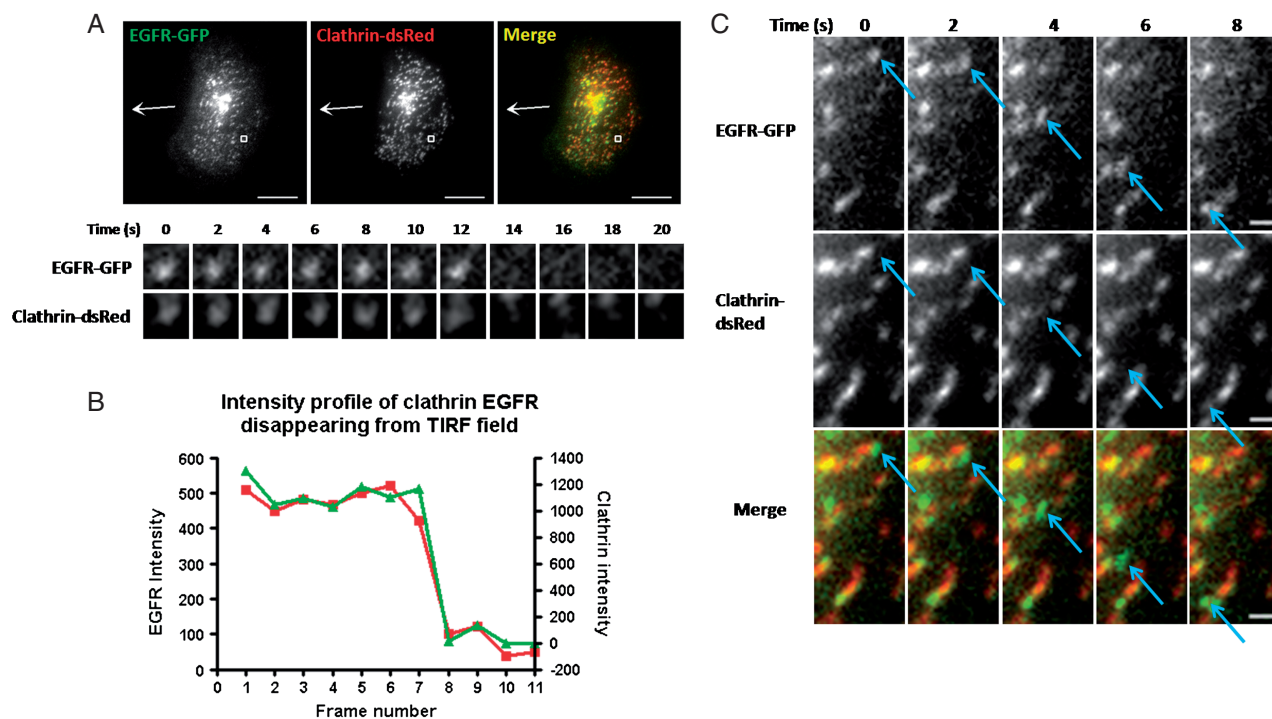 A
EGFR-GFP
Clathrin-dsRed
Merge
Time (s) 0 2 4 6 8 10 12 14 16 18 20
EGFR-GFP
Clathrin-dsRed
B
Intensity profile of clathrin EGFR
disappearing from TIRF field
EGFR Intensity
600
500
400
300
200
100
0
Clathrin intensity
1400
1200
1000
800
600
400
200
0
-200
0 1 2 3 4 5 6 7 8 9 10 11
Frame number
C
Time (s) 0 2 4 6 8
EGFR-GFP
Clathrin-
dsRed
Merge